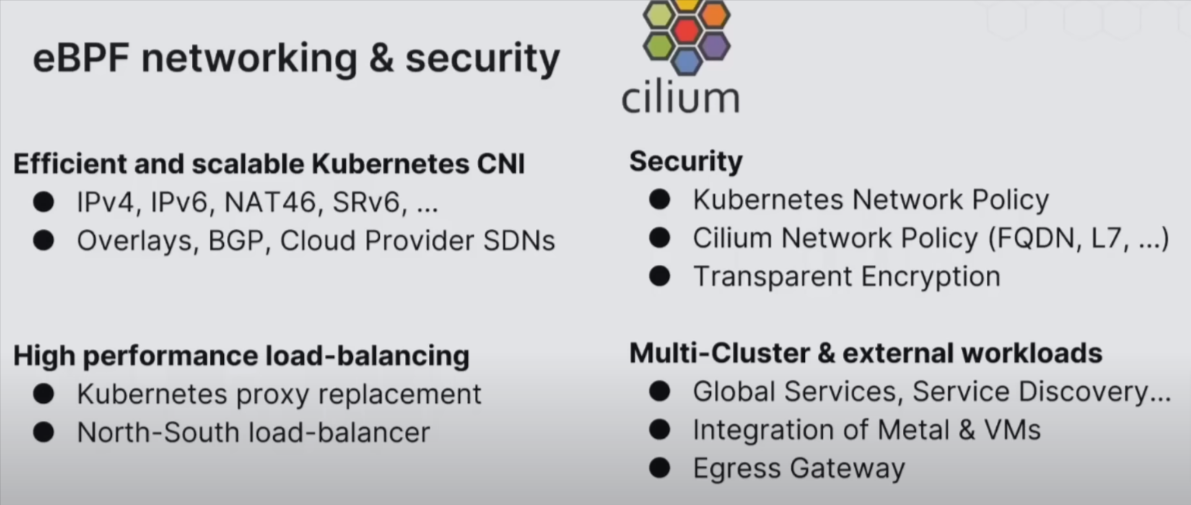 eBPF networking & security
cilium
Efficient and scalable Kubernetes CNI
● IPv4, IPv6, NAT46, SRv6, ...
● Overlays, BGP, Cloud Provider SDNs
High performance load-balancing
● Kubernetes proxy replacement
● North-South load-balancer
Security
● Kubernetes Network Policy
● Cilium Network Policy (FQDN, L7, ...)
● Transparent Encryption
Multi-Cluster & external workloads
● Global Services, Service Discovery...
● Integration of Metal & VMs
● Egress Gateway